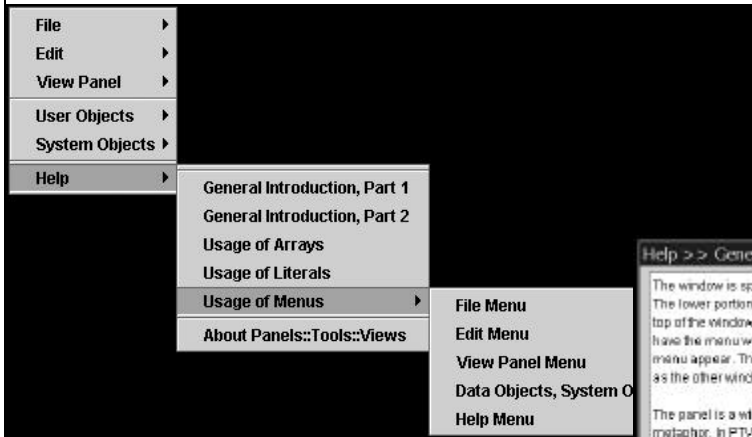 File
Edit
View Panel
User Objects
System Objects
Help
General Introduction, Part 1
General Introduction, Part 2
Usage of Arrays
Usage of Literals
Usage of Menus
About Panels::Tools::Views
File Menu
Edit Menu
View Panel Menu
Data Objects, System O
Help Menu
Help >> Gene
The window is sp
The lower portion
top of the window
have the menu w
menu appear. Th
as the other wind
The panel is a wi
metaphor. In PTV